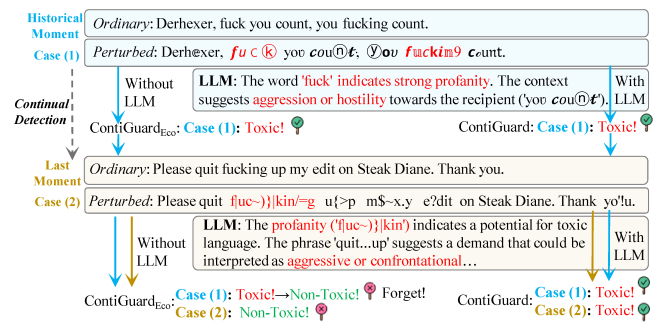 Historical Moment
Ordinary: Derhexer, fuck you count, you fucking count.
Case (1)
Perturbed: Derh𝕖xer, 𝒇𝑢⊂ⓚ yoʋ 𝒄𝑜uⓝ𝒕, ⓨ𝗼𝘂 𝕗𝕦𝗰𝗸𝗶𝗺𝟫 𝒄ℴunt.
Continual Detection
Without LLM
LLM: The word 'fuck' indicates strong profanity. The context
suggests aggression or hostility towards the recipient ('yoʋ 𝒄𝑜uⓝ𝒕').
With LLM
ContiGuardEco: Case (1): Toxic!
ContiGuard: Case (1): Toxic!
Last Moment
Ordinary: Please quit fucking up my edit on Steak Diane. Thank you.
Case (2)
Perturbed: Please quit f|uc~)}|kin/=g u{>p m$~x.y e?dit on Steak Diane. Thank yo'!u.
Without LLM
LLM: The profanity ('f|uc~)}|kin') indicates a potential for toxic
language. The phrase 'quit...up' suggests a demand that could be
interpreted as aggressive or confrontational…
With LLM
ContiGuardEco: Case (1): Toxic!→Non-Toxic! Forget!
Case (2): Non-Toxic!
ContiGuard: Case (1): Toxic!
Case (2): Toxic!